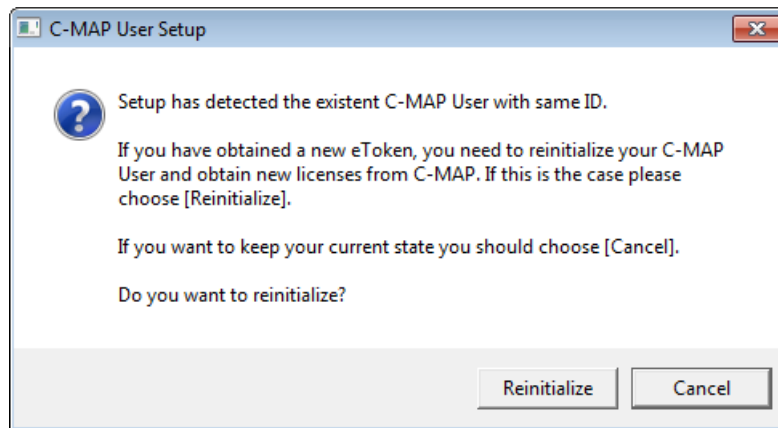 C-MAP User Setup
Setup has detected the existent C-MAP User with same ID.
If you have obtained a new eToken, you need to reinitialize your C-MAP
User and obtain new licenses from C-MAP. If this is the case please
choose [Reinitialize].
If you want to keep your current state you should choose [Cancel].
Do you want to reinitialize?
Reinitialize
Cancel